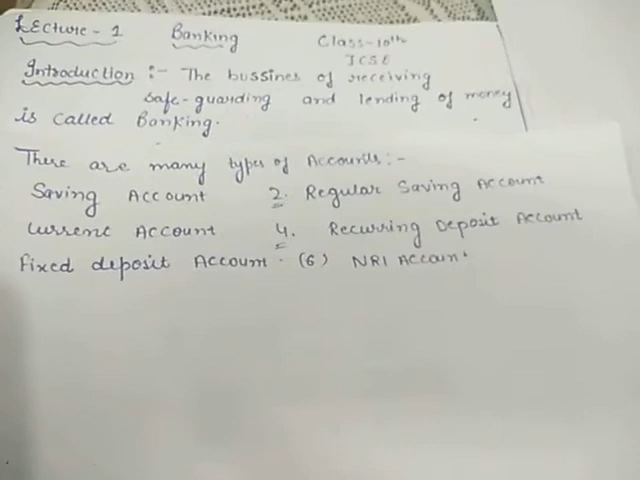 Lecture - 1 Banking Class-10th
ICSE
Introduction :- The bussines of receiving
safe-guarding and lending of money
is called Banking.
There are many types of Accounts:-
Saving Account 2. Regular Saving Account
Current Account 4. Recurring Deposit Account
Fixed deposit Account. (6) NRI Account